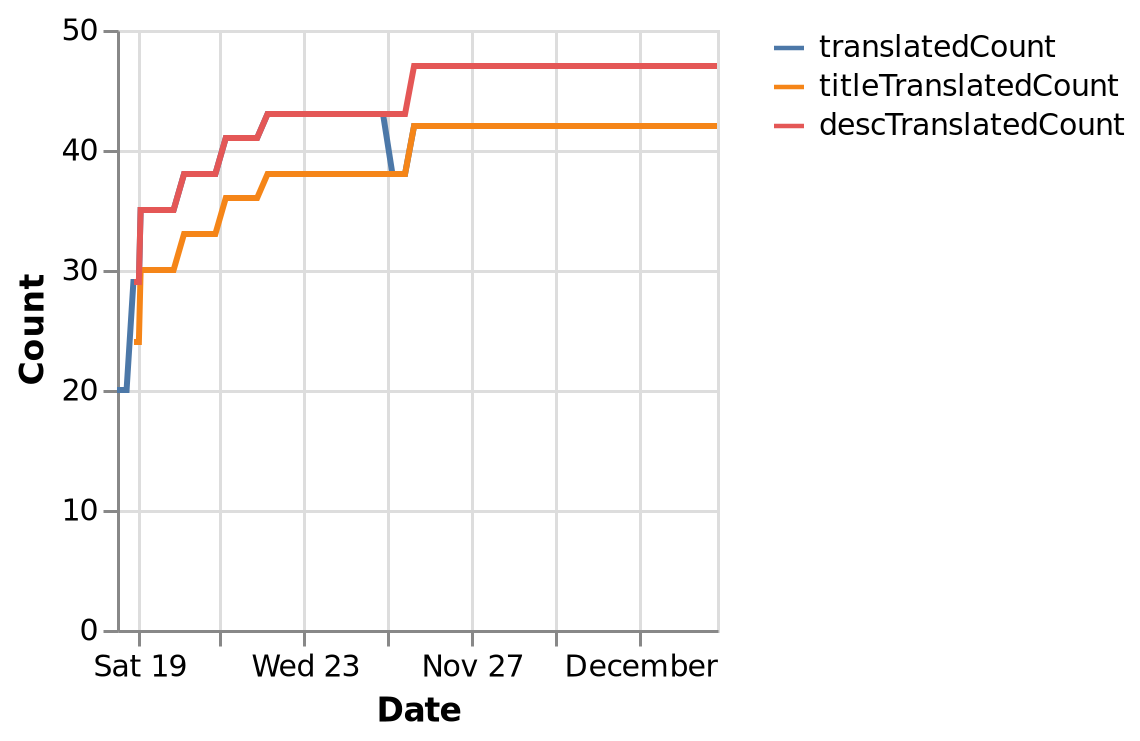 50
40
30
20
10
0
Count
Sat 19
Wed 23
Nov 27
December
Date
translatedCount
titleTranslatedCount
descTranslatedCount